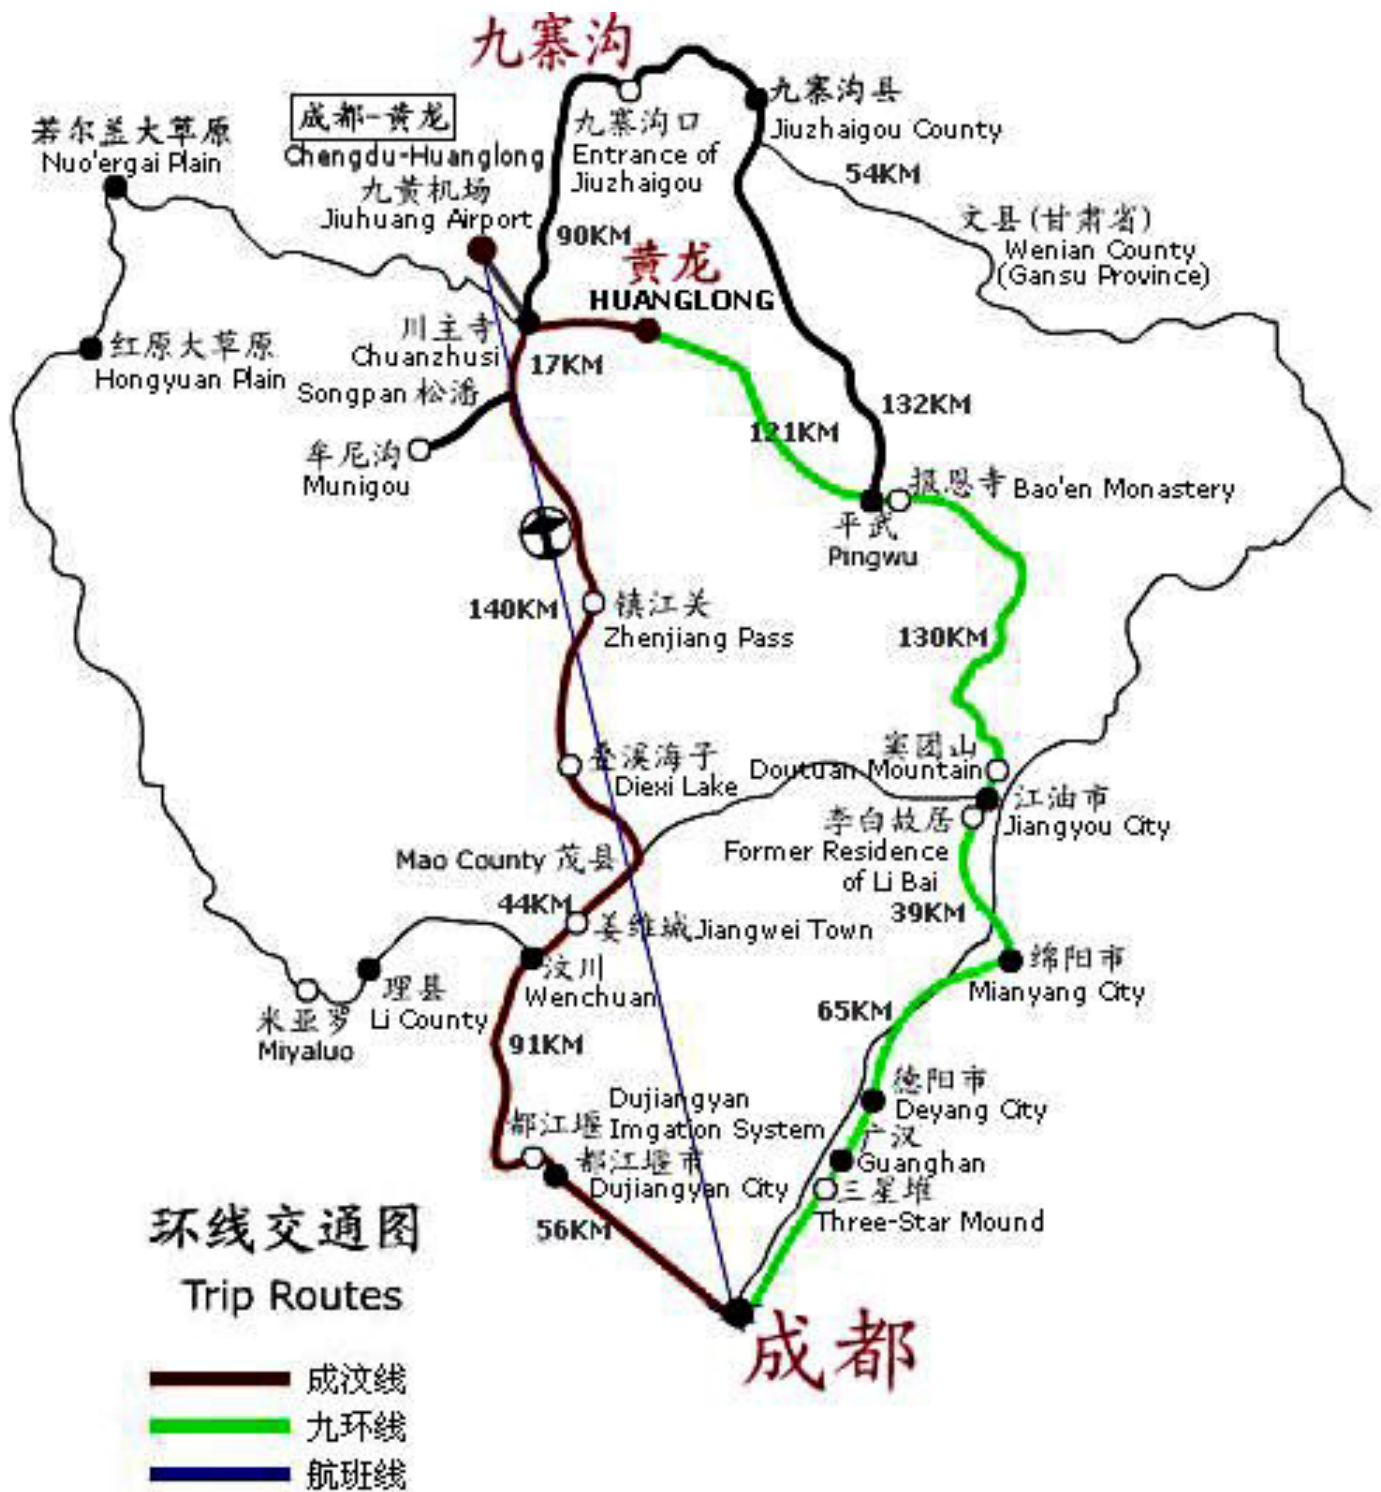 九寨沟
成都-黄龙
Chengdu-Huanglong
九黄机场
Jiuhuang Airport
若尔兰大草原
Nuo'ergai Plain
九寨沟口
Entrance of
Jiuzhaigou
九寨沟县
Jiuzhaigou County
54KM
文县(甘肃省)
Wenian County
(Gansu Province)
90KM
黄龙
HUANGLONG
川主寺
Chuanzhusi
17KM
红原大草原
Hongyuan Plain
Songpan 松潘
132KM
121KM
牟尼沟
Munigou
报恩寺 Bao'en Monastery
平武
Pingwu
140KM
镇江关
Zhenjiang Pass
130KM
叠溪海子
Diexi Lake
窦团山
Doutuan Mountain
江油市
Jiangyou City
李白故居
Former Residence
of Li Bai
Mao County 茂县
44KM
39KM
姜维城 Jiangwei Town
汶川
Wenchuan
绵阳市
Mianyang City
理县
Li County
米亚罗
Miyaluo
65KM
91KM
德阳市
Deyang City
都江堰
Dujiangyan
Imgation System
广汉
Guanghan
都江堰市
Dujiangyan City
三星堆
Three-Star Mound
56KM
成都
环线交通图
Trip Routes
成汶线
九环线
航班线